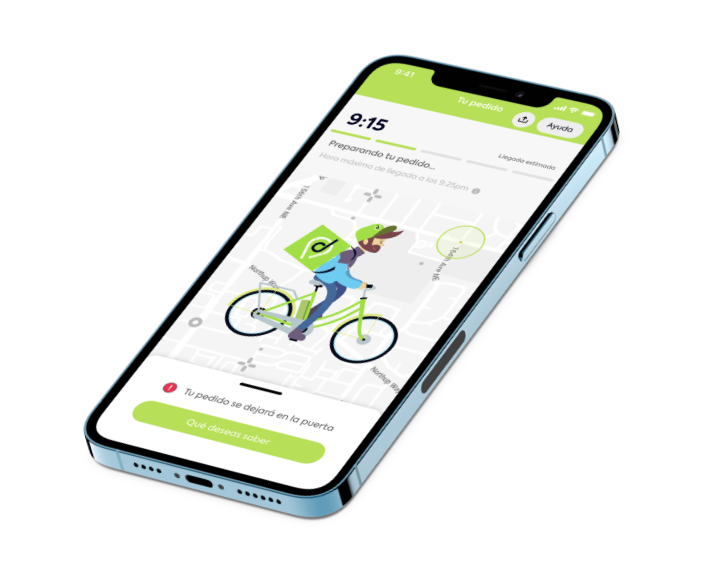 9:41
Tu pedido
Ayuda
9:15
Llegada estimada
Preparando tu pedido...
Hora máxima de llegada a las 9:25pm
156th Ave NE
164th Ave NE
Northup Way
d
Northup Way
Tu pedido se dejará en la puerta
Qué deseas saber